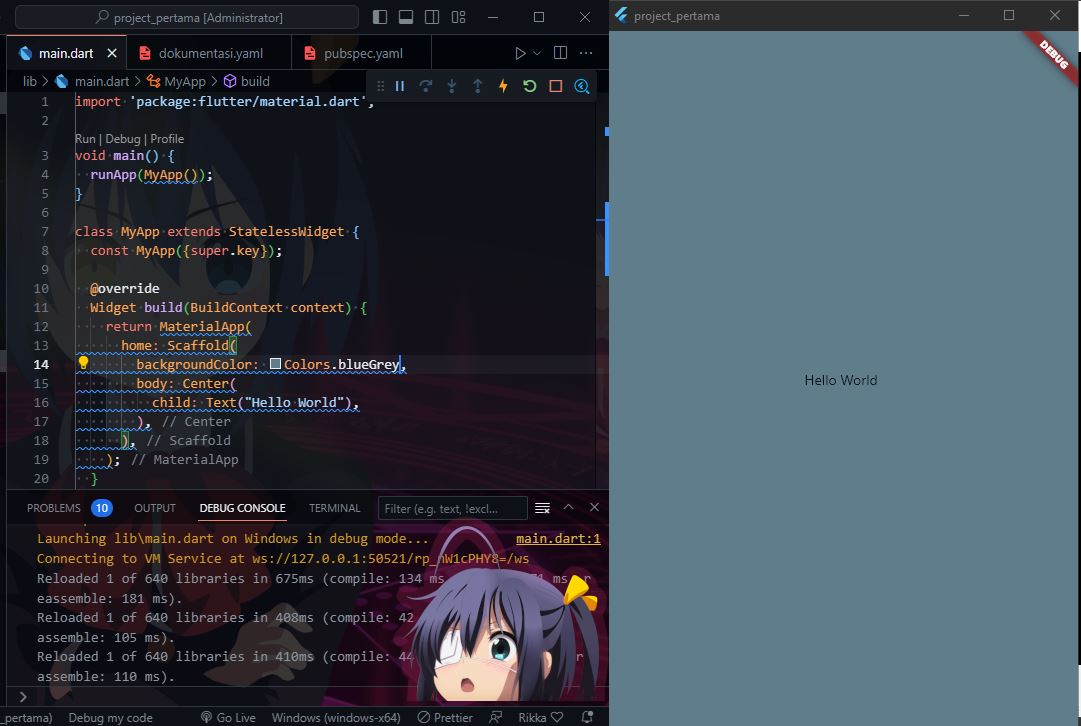 project_pertama [Administrator]
main.dart
dokumentasi.yaml
pubspec.yaml
lib > main.dart > MyApp > build
1 import 'package:flutter/material.dart';
2
Run | Debug | Profile
3 void main() {
4 runApp(MyApp());
5 }
6
7 class MyApp extends StatelessWidget {
8 const MyApp({super.key});
9
10 @override
11 Widget build(BuildContext context) {
12 return MaterialApp(
13 home: Scaffold(
14 backgroundColor: Colors.blueGrey,
15 body: Center(
16 child: Text("Hello World"),
17 ), // Center
18 ), // Scaffold
19 ); // MaterialApp
20 }
PROBLEMS 10 OUTPUT DEBUG CONSOLE TERMINAL Filter (e.g. text, !excl...
Launching lib\main.dart on Windows in debug mode... main.dart:1
Connecting to VM Service at ws://127.0.0.1:50521/rp_nW1cPHY8=/ws
Reloaded 1 of 640 libraries in 675ms (compile: 134 ms
eassemble: 181 ms).
Reloaded 1 of 640 libraries in 408ms (compile: 42
assemble: 105 ms).
Reloaded 1 of 640 libraries in 410ms (compile: 44
assemble: 110 ms).
_pertama) Debug my code Go Live Windows (windows-x64) Prettier Rikka
project_pertama
DEBUG
Hello World